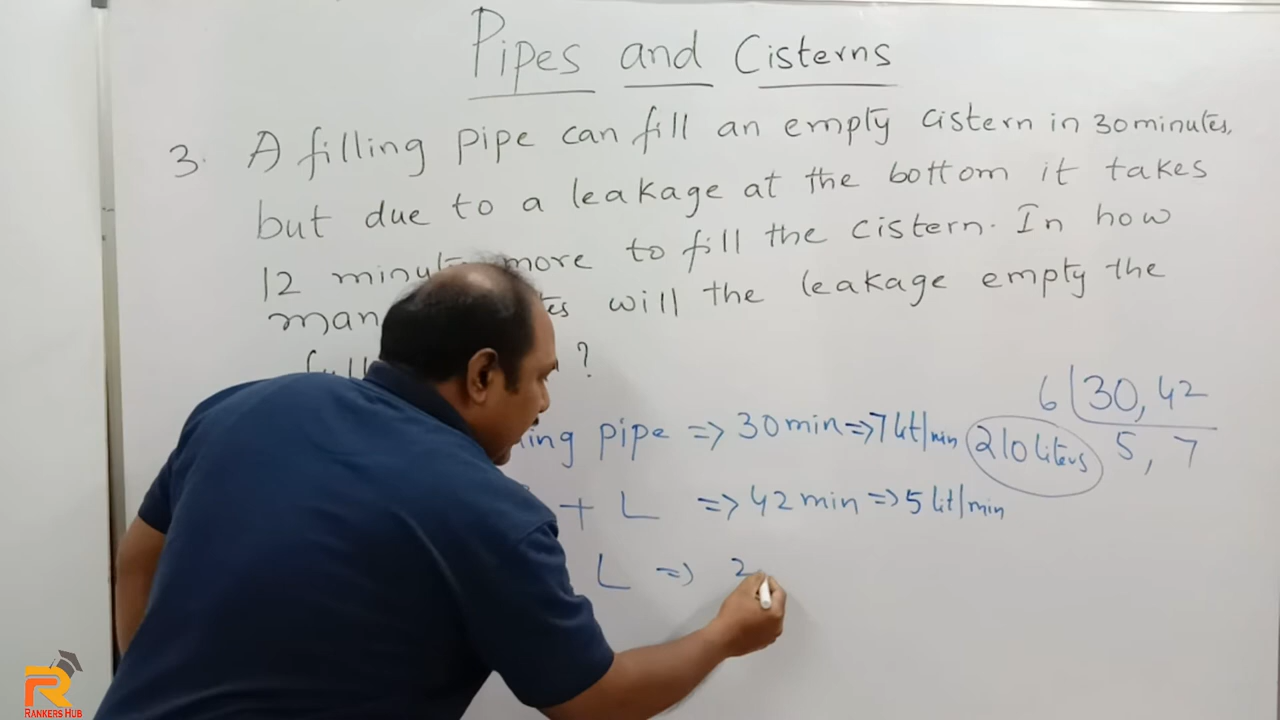 Pipes and Cisterns
3. A filling pipe can fill an empty cistern in 30 minutes,
but due to a leakage at the bottom it takes
12 more to fill the cistern. In how
will the leakage empty the
?
pipe => 30 min => 7 lit/min 210 liters
6 30, 42
5, 7
+ L => 42 min => 5 lit/min
L => 2
RANKERS HUB